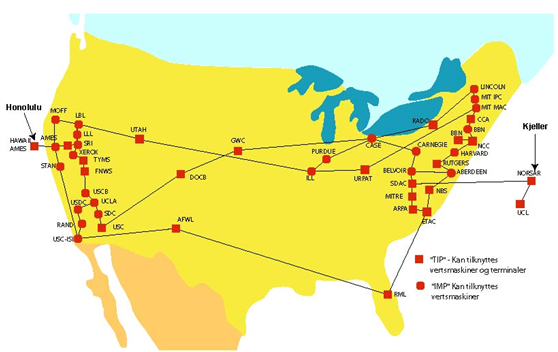 Honolulu
HAWAII
AMES
MOFF
AMES
LBL
LLL
SRI
XERCK
TYMS
FNWS
STAN
USCB
UCLA
USDC
SDC
RAND
USC
USC-ISI
UTAH
DOCB
GWC
AFWL
PURDUE
ILL
URPAT
CASE
RADO
LINCOLN
MIT IPC
MIT MAC
CCA
BBN
BBN
NCC
HARVARD
CARNEGIE
RUTGERS
ABERDEEN
BELVOIR
SDAC
NBS
MITRE
ARPA
ETAC
RML
Kjeller
NORSAR
UCL
"TIP" - Kan tilknyttes
vertsmaskiner og terminaler
"IMP" Kan tilknyttes
vertsmaskiner